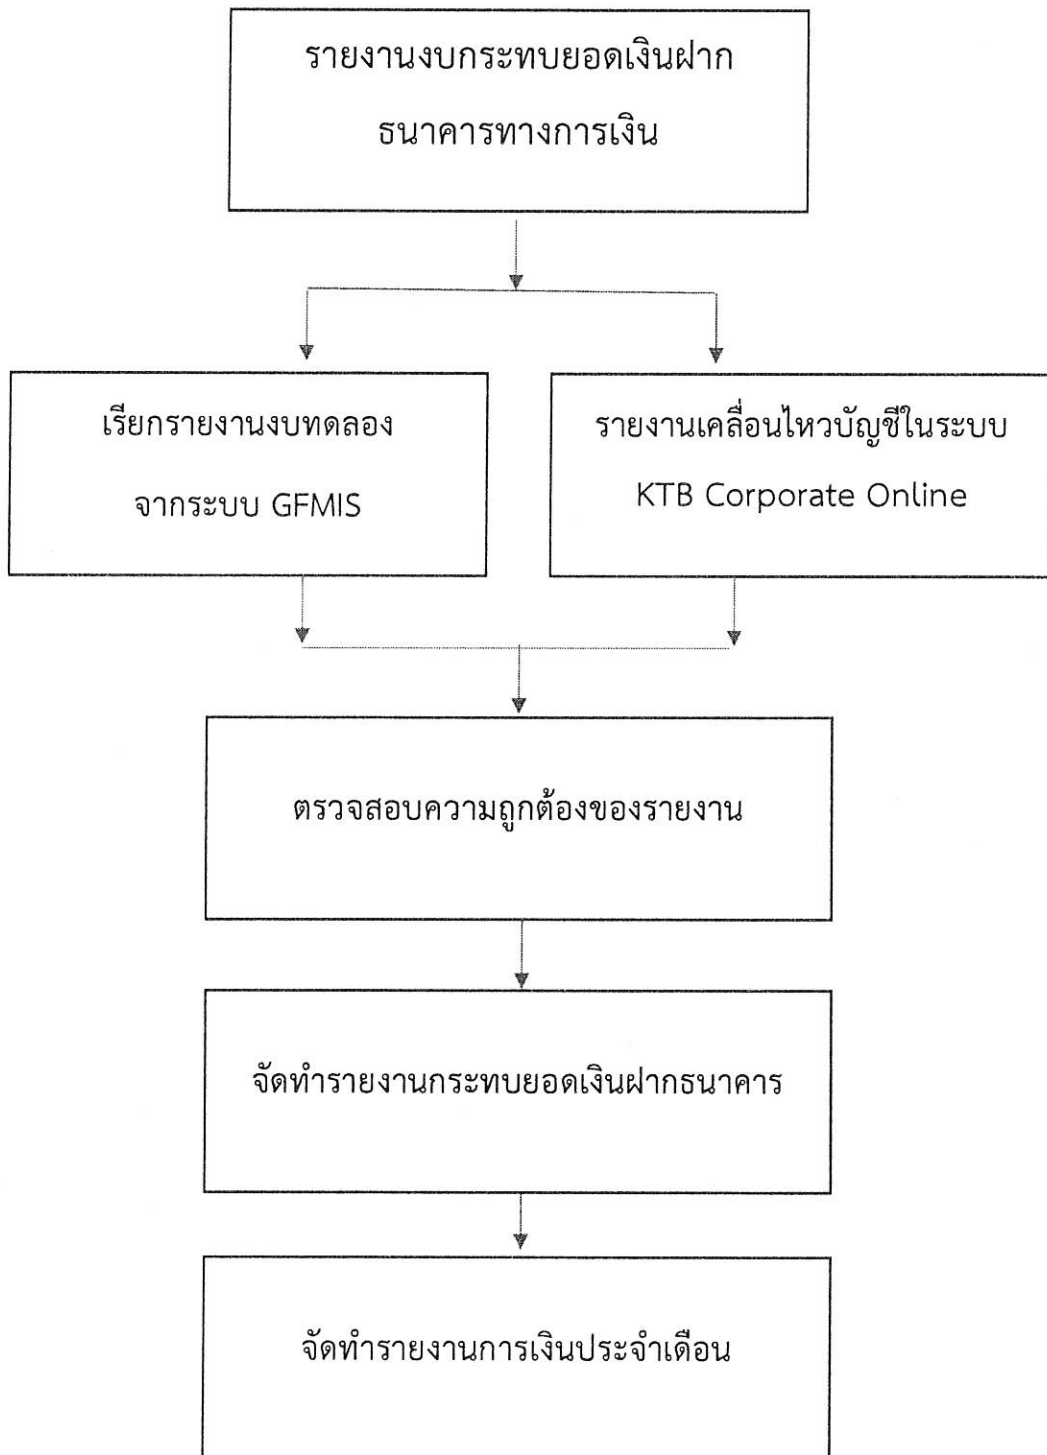 รายงานงบกระทบยอดเงินฝาก
ธนาคารทางการเงิน
เรียกรายงานงบทดลอง
จากระบบ GFMIS
รายงานเคลื่อนไหวบัญชีในระบบ
KTB Corporate Online
ตรวจสอบความถูกต้องของรายงาน
จัดทำรายงานกระทบยอดเงินฝากธนาคาร
จัดทำรายงานการเงินประจำเดือน